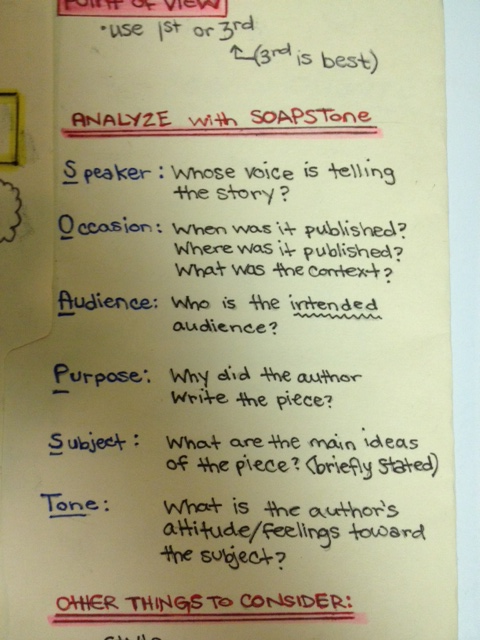 Point of View
•use 1st or 3rd
(3rd is best)
ANALYZE with SOAPSTone
Speaker: Whose voice is telling
the story?
Occasion: When was it published?
Where was it published?
What was the context?
Audience: Who is the intended
audience?
Purpose: Why did the author
write the piece?
Subject: What are the main ideas
of the piece? (briefly stated)
Tone: What is the author's
attitude/feelings toward
the subject?
OTHER THINGS TO CONSIDER: